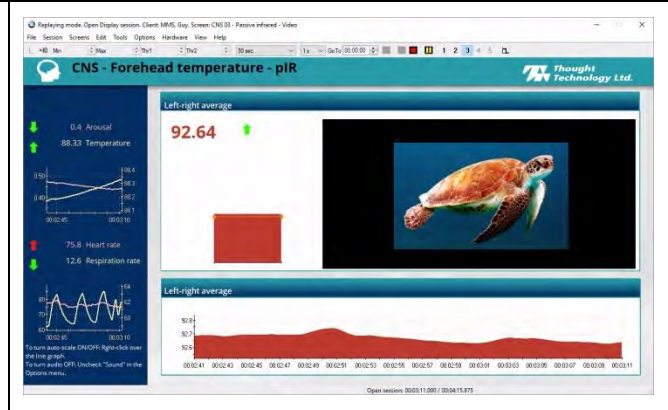 Replaying mode. Open Display session. Client: MMS, Guy. Screen: CNS 03 - Passive infrared - Video
File Session Screens Edit Tools Options Hardware View Help
Min Max Thr1 Thr2 30 sec 1x GoTo 00:00:00 1 2 3 4 5
CNS - Forehead temperature - pIR
Thought
Technology Ltd.
Left-right average
92.64
0.4 Arousal
88.33 Temperature
0.50
0.40
88.4
88.3
88.2
88.1
00:02:45 00:03:10
75.8 Heart rate
12.6 Respiration rate
80
70
60
64
62
60
00:02:45 00:03:10
To turn auto-scale ON/OFF: Right-click over
the line graph.
To turn audio OFF: Uncheck "Sound" in the
Options menu.
Left-right average
92.8
92.7
92.6
00:02:41 00:02:43 00:02:45 00:02:47 00:02:49 00:02:51 00:02:53 00:02:55 00:02:57 00:02:59 00:03:01 00:03:03 00:03:05 00:03:07 00:03:09 00:03:11
Open session: 00:03:11.000 / 00:04:15.875